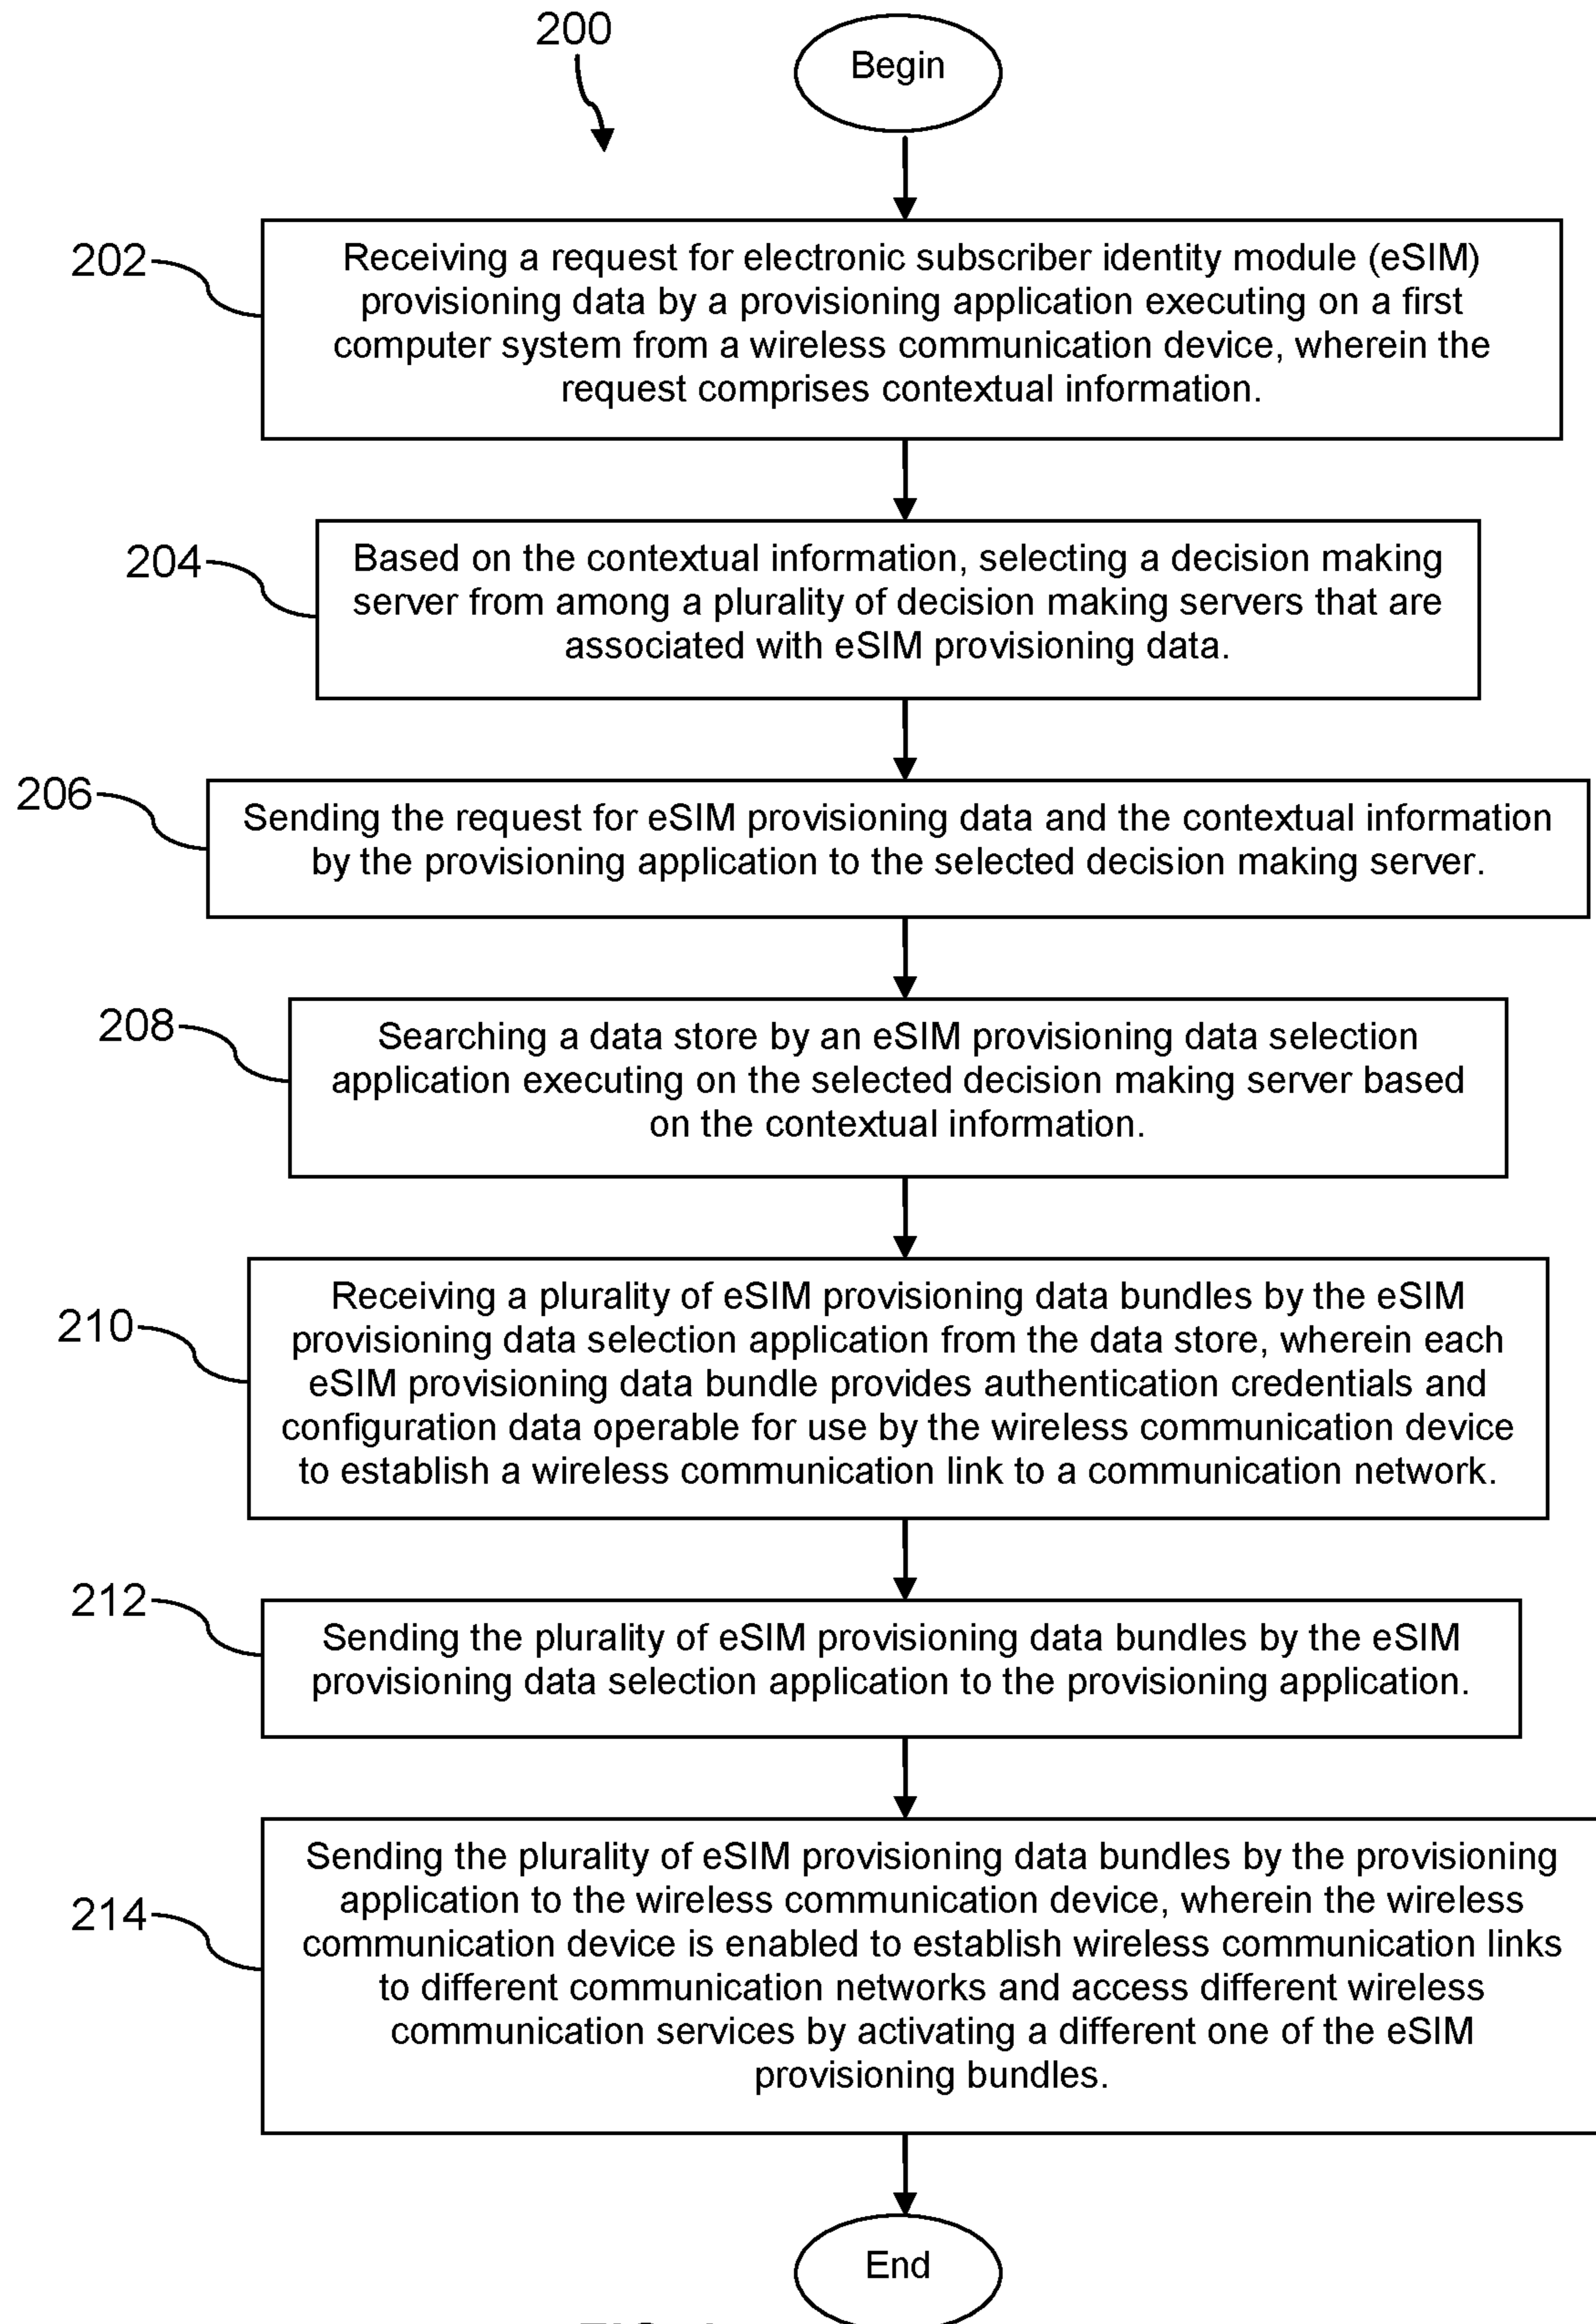 200
Begin
202
Receiving a request for electronic subscriber identity module (eSIM)
provisioning data by a provisioning application executing on a first
computer system from a wireless communication device, wherein the
request comprises contextual information.
204
Based on the contextual information, selecting a decision making
server from among a plurality of decision making servers that are
associated with eSIM provisioning data.
206
Sending the request for eSIM provisioning data and the contextual information
by the provisioning application to the selected decision making server.
208
Searching a data store by an eSIM provisioning data selection
application executing on the selected decision making server based
on the contextual information.
210
Receiving a plurality of eSIM provisioning data bundles by the eSIM
provisioning data selection application from the data store, wherein each
eSIM provisioning data bundle provides authentication credentials and
configuration data operable for use by the wireless communication device
to establish a wireless communication link to a communication network.
212
Sending the plurality of eSIM provisioning data bundles by the eSIM
provisioning data selection application to the provisioning application.
214
Sending the plurality of eSIM provisioning data bundles by the provisioning
application to the wireless communication device, wherein the wireless
communication device is enabled to establish wireless communication links
to different communication networks and access different wireless
communication services by activating a different one of the eSIM
provisioning bundles.
End